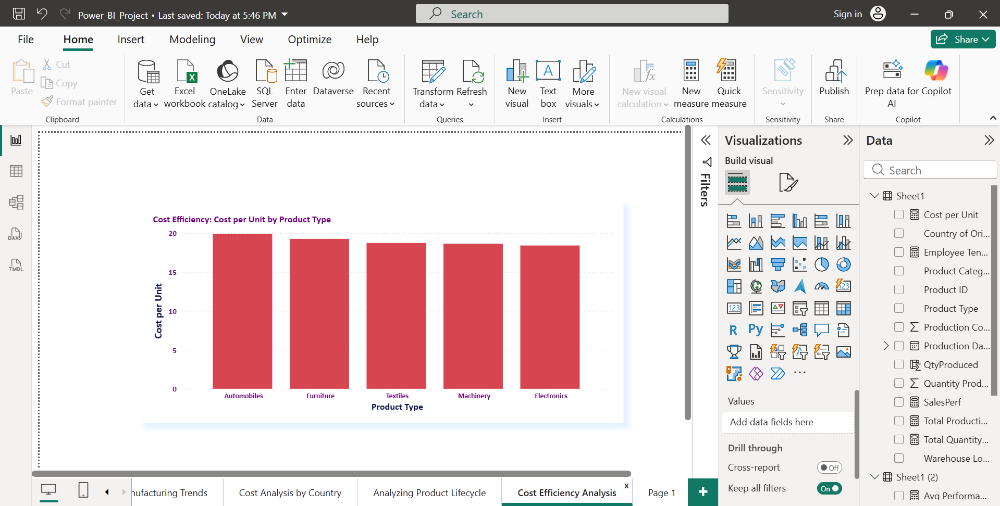 Power_BI_Project • Last saved: Today at 5:46 PM
Search
Sign in
File
Home
Insert
Modeling
View
Optimize
Help
Share
Paste
Cut
Copy
Format painter
Clipboard
Get data
Excel workbook
OneLake catalog
SQL Server
Enter data
Dataverse
Recent sources
Data
Transform data
Refresh
Queries
New visual
Text box
More visuals
Insert
New visual calculation
New measure
Quick measure
Calculations
Sensitivity
Sensitivity
Publish
Share
Prep data for AI
Copilot
Copilot
DAX
TMDL
Cost Efficiency: Cost per Unit by Product Type
20
15
10
5
0
Cost per Unit
Automobiles
Furniture
Textiles
Machinery
Electronics
Product Type
Filters
Visualizations
Build visual
123
123
R
Py
Values
Add data fields here
Drill through
Cross-report
Off
Keep all filters
On
Data
Search
Sheet1
Cost per Unit
Country of Ori...
Employee Ten...
Product Categ...
Product ID
Product Type
Production Co...
Production Da...
QtyProduced
Quantity Prod...
SalesPerf
Total Producti...
Total Quantity...
Warehouse Lo...
Sheet1 (2)
Avg Performa...
nufacturing Trends
Cost Analysis by Country
Analyzing Product Lifecycle
Cost Efficiency Analysis
x
Page 1
+